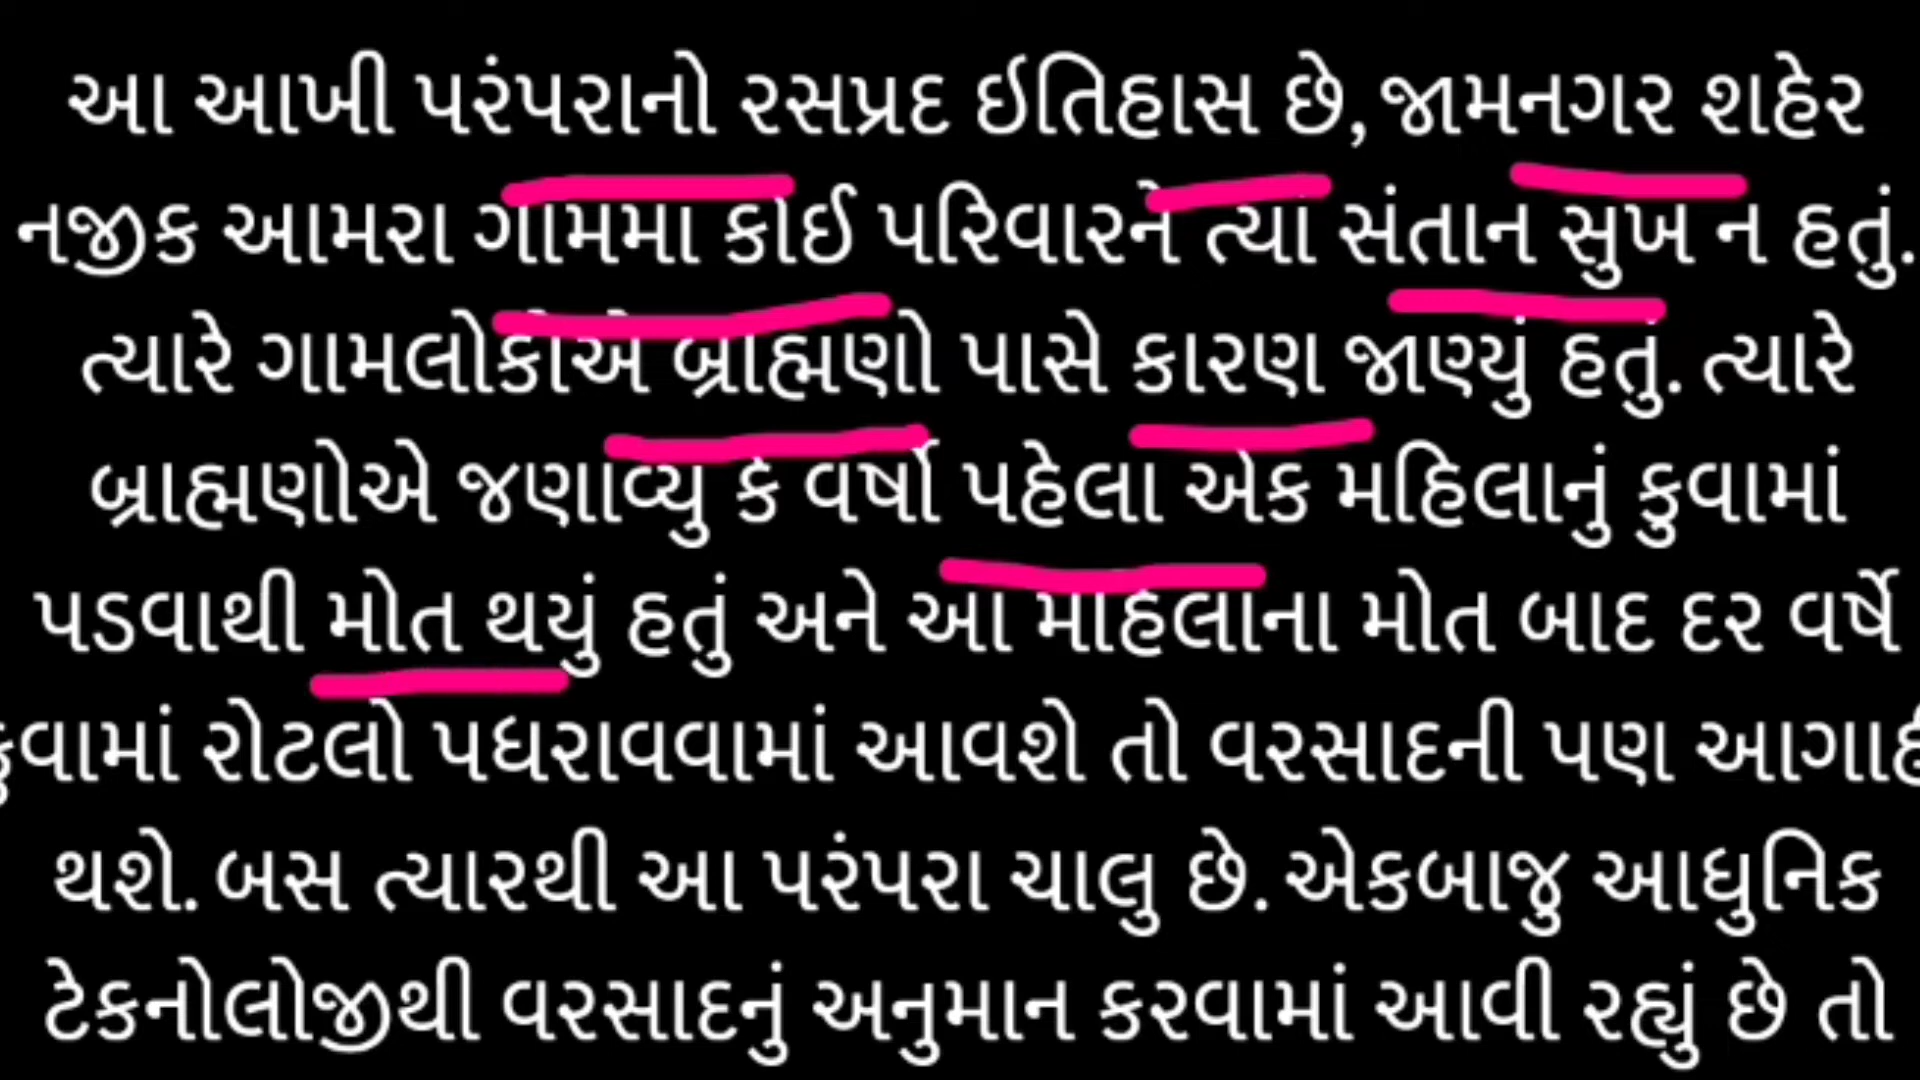 આ આખી પરંપરાનો રસપ્રદ ઈતિહાસ છે,જામનગર શહેર
નજીક આમરા ગામમાં કોઈ પરિવારને ત્યાં સંતાન સુખ ન હતું.
ત્યારે ગામલોકોએ બ્રાહ્મણો પાસે કારણ જાણ્યું હતું. ત્યારે
બ્રાહ્મણોએ જણાવ્યુ કે વર્ષો પહેલા એક મહિલાનું કુવામાં
પડવાથી મોત થયું હતું અને આ મહિલાના મોત બાદ દર વર્ષે
કુવામાં રોટલો પધરાવવામાં આવશે તો વરસાદની પણ
થશે. બસ ત્યારથી આ પરંપરા ચાલુ છે. એકબાજુ આધુનિક
ટેકનોલોજીથી વરસાદનું અનુમાન કરવામાં આવી રહ્યું છે તો